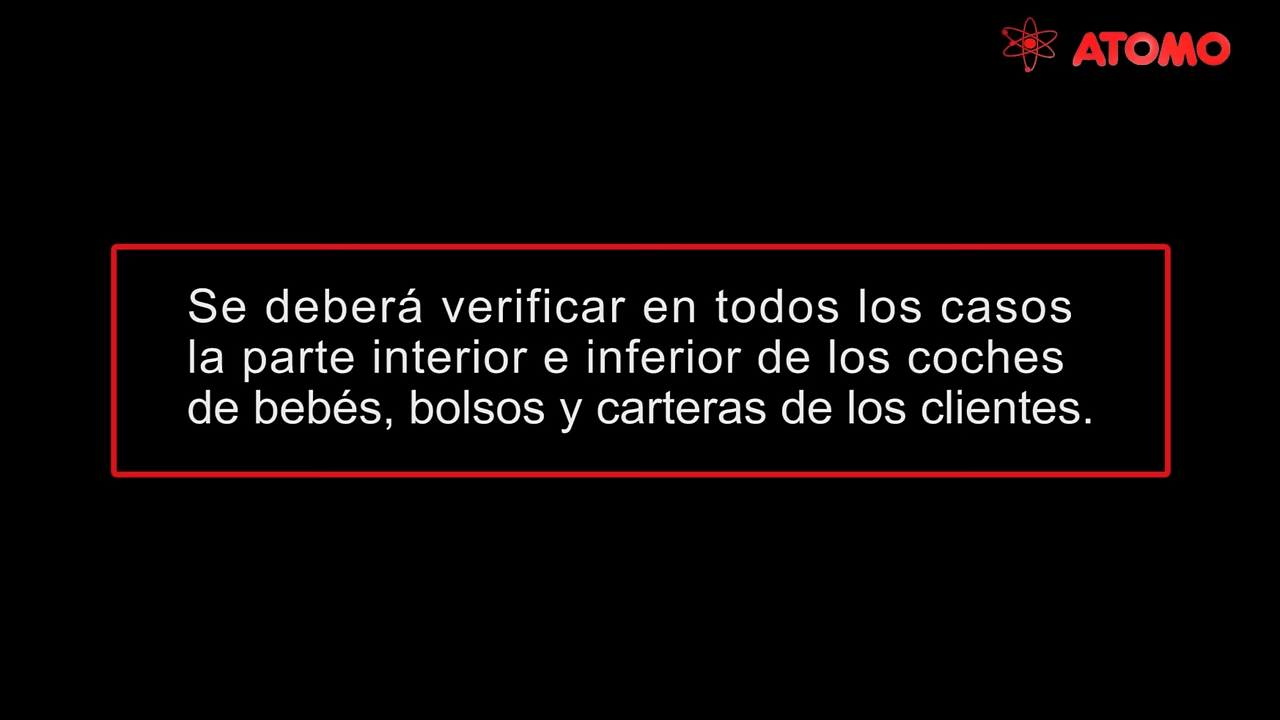 ATOMO
Se deberá verificar en todos los casos
la parte interior e inferior de los coches
de bebés, bolsos y carteras de los clientes.